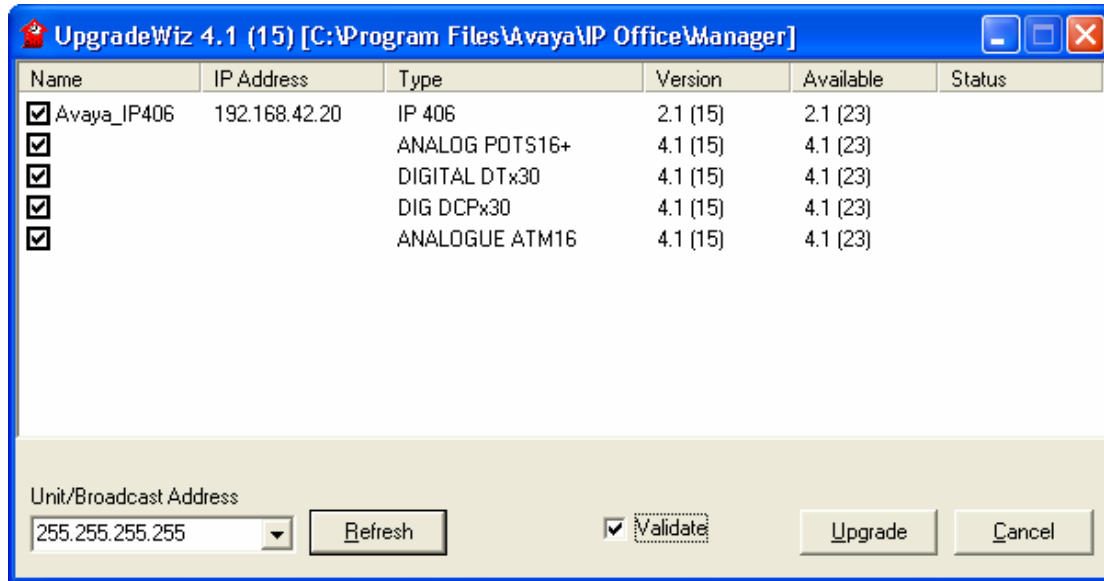 UpgradeWiz 4.1 (15) [C:\Program Files\Avaya\IP Office\Manager]
Name IP Address Type Version Available Status
Avaya_IP406 192.168.42.20 IP 406 2.1 (15) 2.1 (23)
ANALOG POTS16+ 4.1 (15) 4.1 (23)
DIGITAL DTx30 4.1 (15) 4.1 (23)
DIG DCPx30 4.1 (15) 4.1 (23)
ANALOGUE ATM16 4.1 (15) 4.1 (23)
Unit/Broadcast Address
255.255.255.255 Refresh Validate Upgrade Cancel